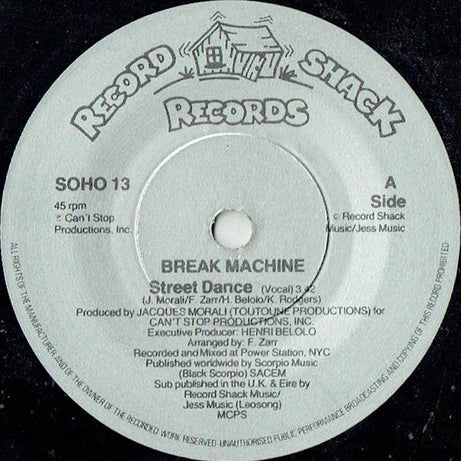 RECORD SHACK
RECORDS
SOHO 13
45 rpm
℗ Can't Stop
Productions, Inc.
A
Side
© Record Shack
Music/Jess Music
BREAK MACHINE
Street Dance (Vocal) 3.42
(J. Morali/F. Zarr/H. Belolo/K. Rodgers)
Produced by JACQUES MORALI (TOUTOUNE PRODUCTIONS) for
CAN'T STOP PRODUCTIONS, INC.
Executive Producer: HENRI BELOLO
Arranged by: F. Zarr
Recorded and Mixed at Power Station, NYC
Published worldwide by Scorpio Music
(Black Scorpio) SACEM
Sub published in the U.K. & Eire by
Record Shack Music/
Jess Music (Leosong)
MCPS
ALL RIGHTS OF THE MANUFACTURER AND OF THE OWNER OF THE RECORDED WORK RESERVED · UNAUTHORISED PUBLIC PERFORMANCE BROADCASTING AND COPYING OF THIS RECORD PROHIBITED